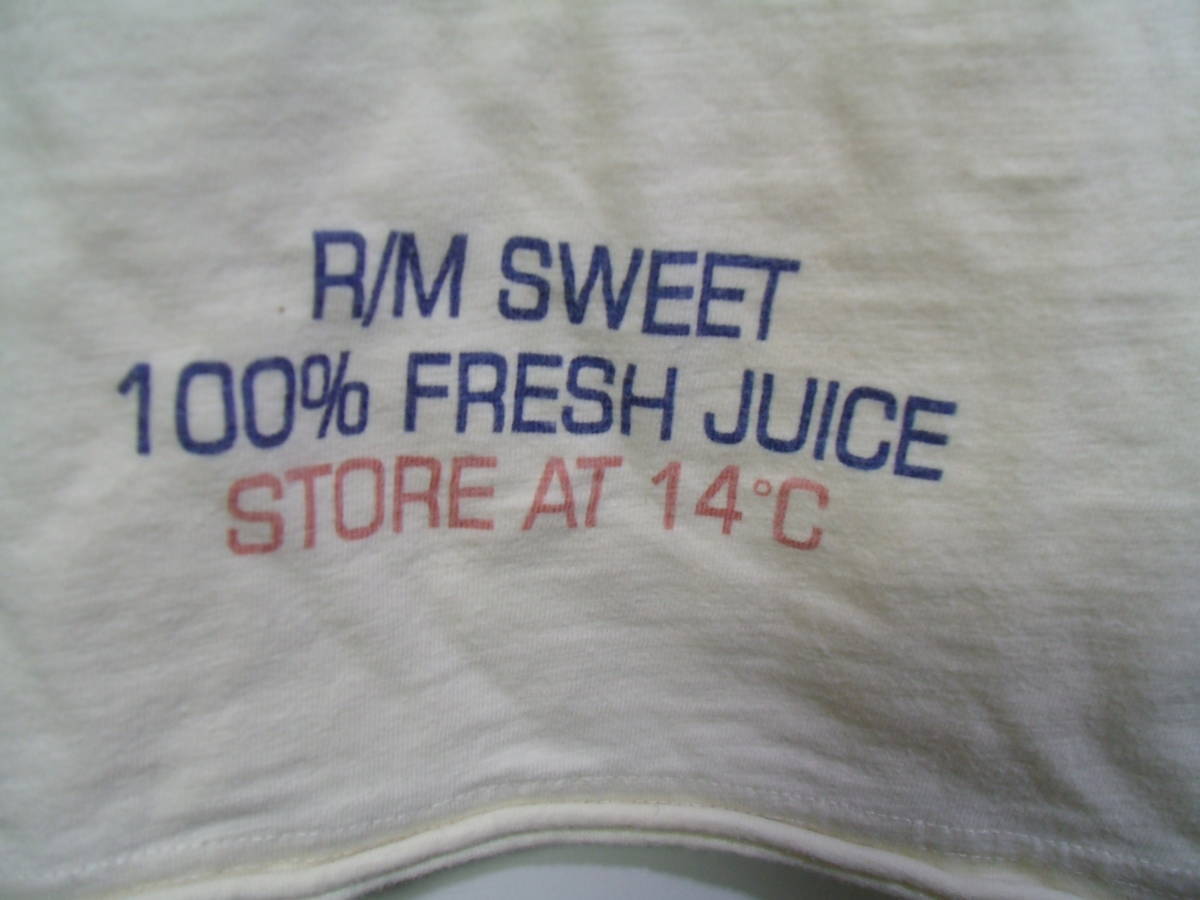 R/M SWEET
100% FRESH JUICE
STORE AT 14°C